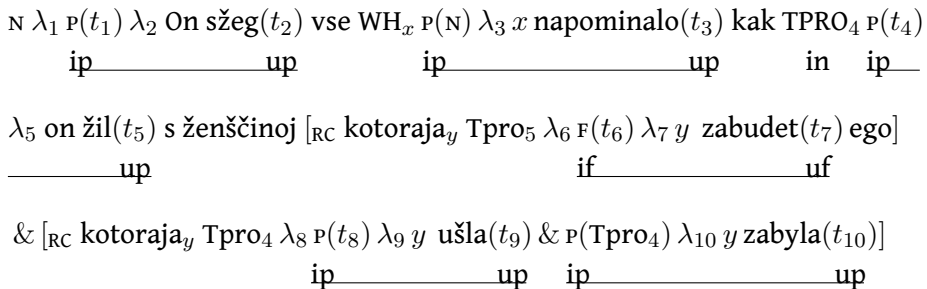 N λ₁ P(t₁) λ₂ On sžeg(t₂) vse WHₓ P(N) λ₃ x napominalo(t₃) kak TPRO₄ P(t₄)
ip up ip up in ip
λ₅ on žil(t₅) s ženščinoj [RC kotorajaᵧ Tpro₅ λ₆ F(t₆) λ₇ y zabudet(t₇) ego]
up if uf
& [RC kotorajaᵧ Tpro₄ λ₈ P(t₈) λ₉ y ušla(t₉) & P(Tpro₄) λ₁₀ y zabyla(t₁₀)]
ip up ip up